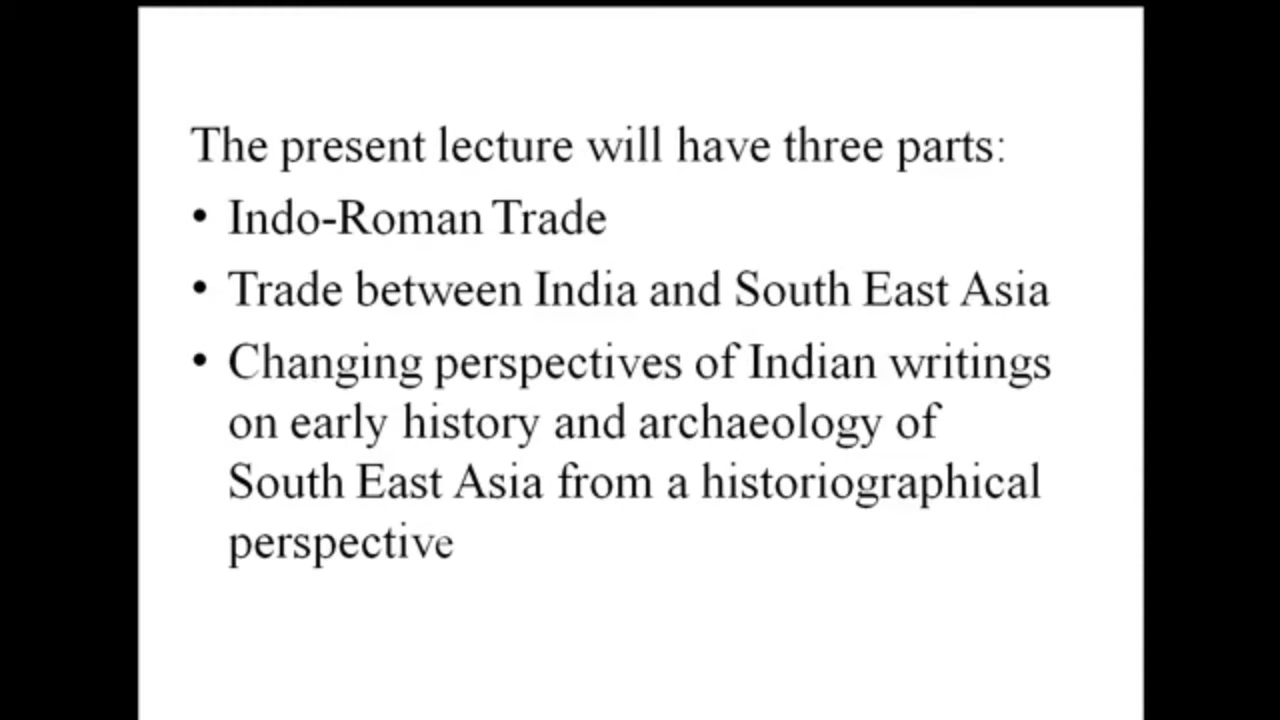 The present lecture will have three parts:
• Indo-Roman Trade
• Trade between India and South East Asia
• Changing perspectives of Indian writings
on early history and archaeology of
South East Asia from a historiographical
perspective